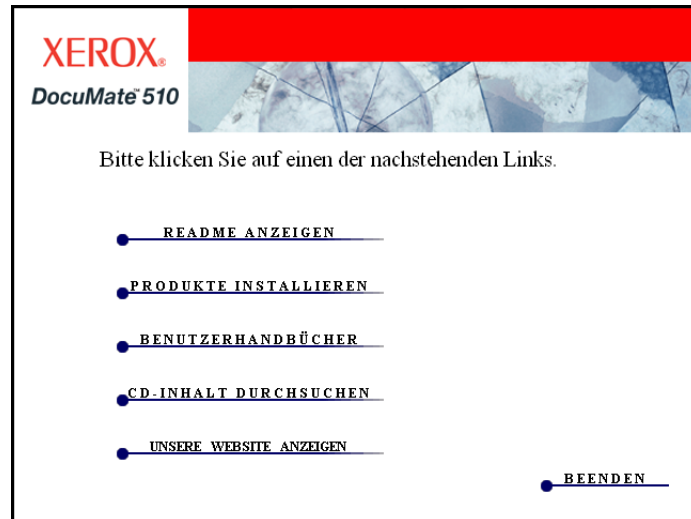 XEROX®
DocuMate™ 510
Bitte klicken Sie auf einen der nachstehenden Links.
README ANZEIGEN
PRODUKTE INSTALLIEREN
BENUTZERHANDBÜCHER
CD-INHALT DURCHSUCHEN
UNSERE WEBSITE ANZEIGEN
BEENDEN